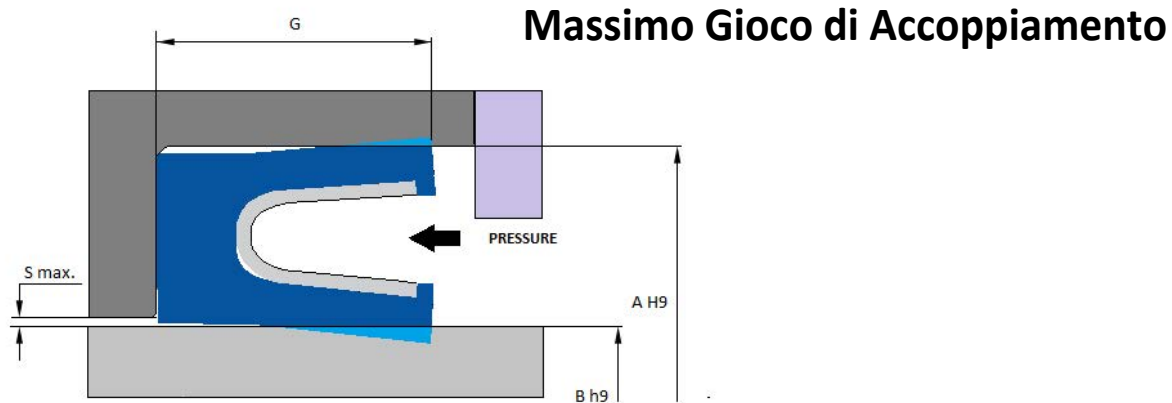 Massimo Gioco di Accoppiamento
G
PRESSURE
S max.
A H9
B h9